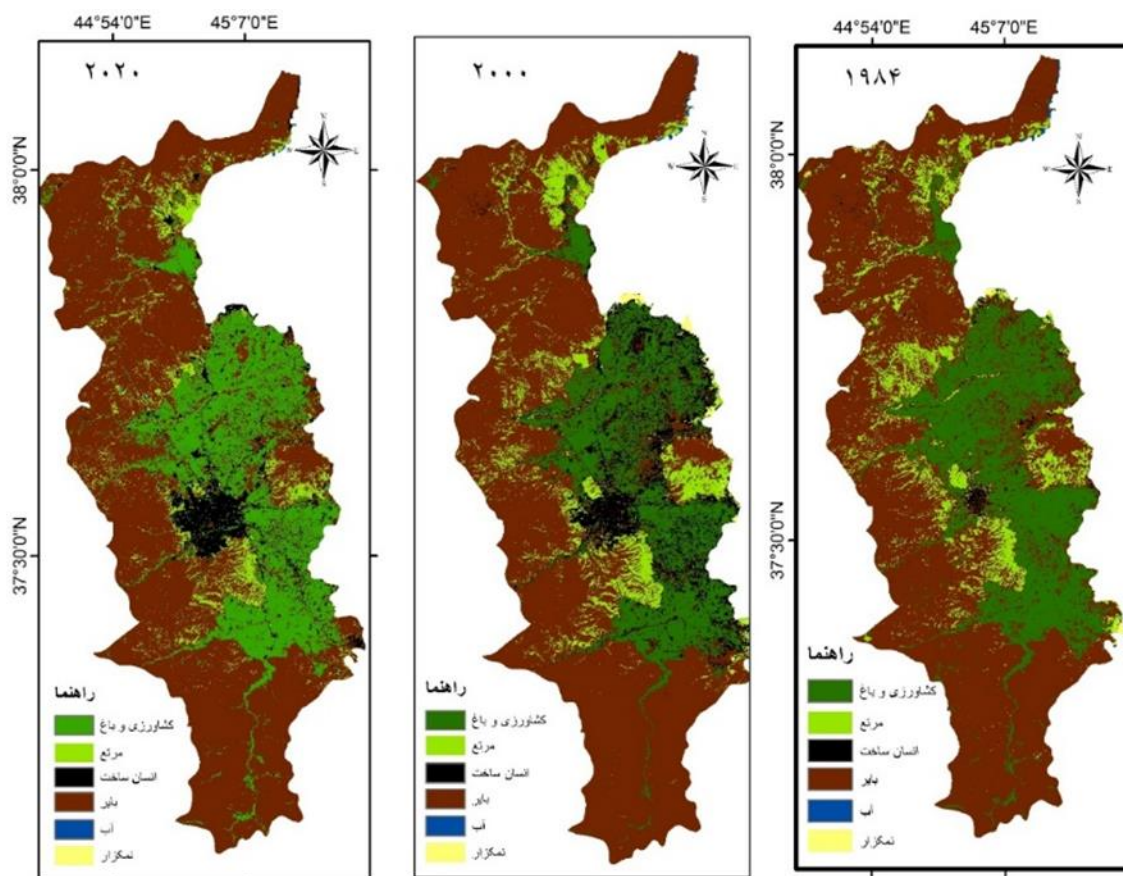 44°54'0"E
45°7'0"E
44°54'0"E
45°7'0"E
۲۰۲۰
۲۰۰۰
۱۹۸۴
38°0'0"N
38°0'0"N
37°30'0"N
37°30'0"N
راهنما
کشاورزی و باغ
مرتع
انسان ساخت
بایر
آب
نمکزار
راهنما
کشاورزی و باغ
مرتع
انسان ساخت
بایر
آب
نمکزار
راهنما
کشاورزی و باغ
مرتع
انسان ساخت
بایر
آب
نمکزار